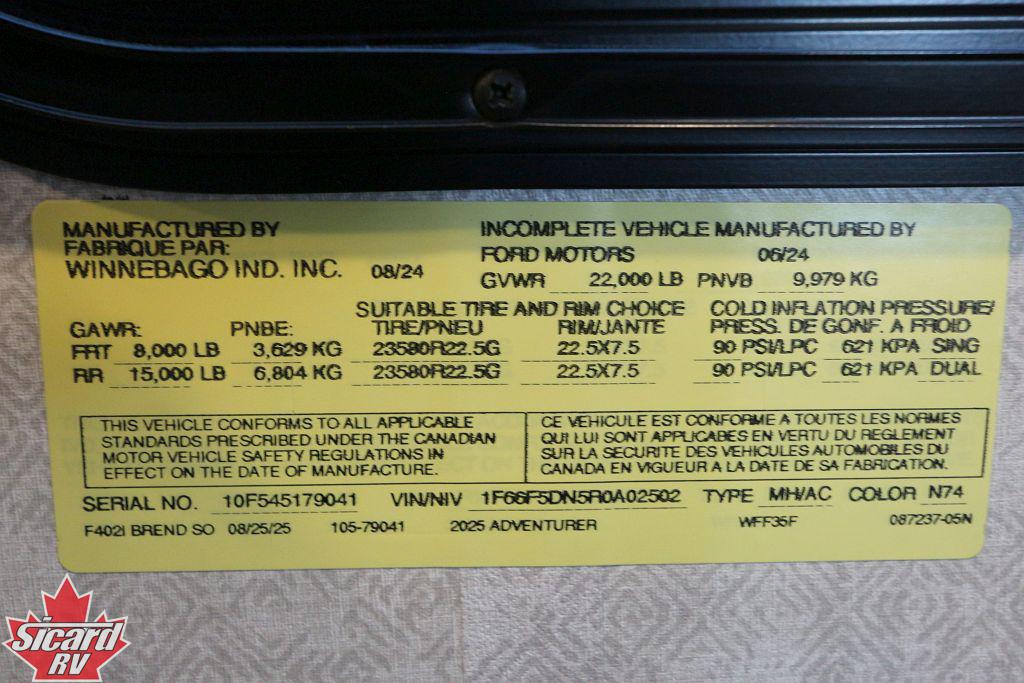 MANUFACTURED BY
FABRIQUE PAR:
WINNEBAGO IND. INC. 08/24
INCOMPLETE VEHICLE MANUFACTURED BY
FORD MOTORS 06/24
GVWR 22,000 LB PNVB 9,979 KG
SUITABLE TIRE AND RIM CHOICE COLD INFLATION PRESSURE/
GAWR: PNBE: TIRE/PNEU RIM/JANTE PRESS. DE GONF. A FROID
FRT 8,000 LB 3,629 KG 23580R22.5G 22.5X7.5 90 PSI/LPC 621 KPA SING
RR 15,000 LB 6,804 KG 23580R22.5G 22.5X7.5 90 PSI/LPC 621 KPA DUAL
THIS VEHICLE CONFORMS TO ALL APPLICABLE
STANDARDS PRESCRIBED UNDER THE CANADIAN
MOTOR VEHICLE SAFETY REGULATIONS IN
EFFECT ON THE DATE OF MANUFACTURE.
CE VEHICULE EST CONFORME A TOUTES LES NORMES
QUI LUI SONT APPLICABES EN VERTU DU REGLEMENT
SUR LA SECURITE DES VEHICULES AUTOMOBILES DU
CANADA EN VIGUEUR A LA DATE DE SA FABRICATION.
SERIAL NO. 10F545179041 VIN/NIV 1F66F5DN5R0A02502 TYPE MH/AC COLOR N74
F402I BREND SO 08/25/25 105-79041 2025 ADVENTURER WFF35F 087237-05N
Sicard
RV